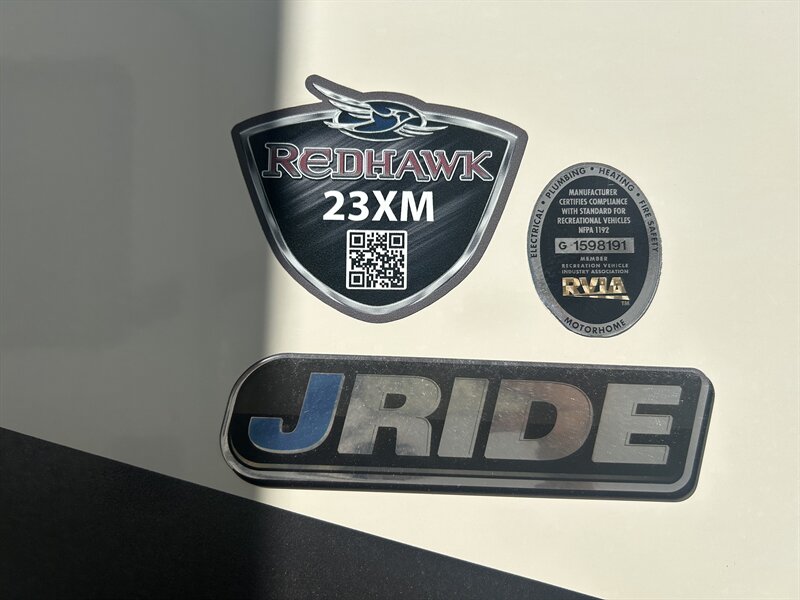 REDHAWK
23XM
ELECTRICAL • PLUMBING • HEATING • FIRE SAFETY
MANUFACTURER
CERTIFIES COMPLIANCE
WITH STANDARD FOR
RECREATIONAL VEHICLES
NFPA 1192
G 1598191
MEMBER
RECREATION VEHICLE
INDUSTRY ASSOCIATION
RVIA
TM
MOTORHOME
JRIDE